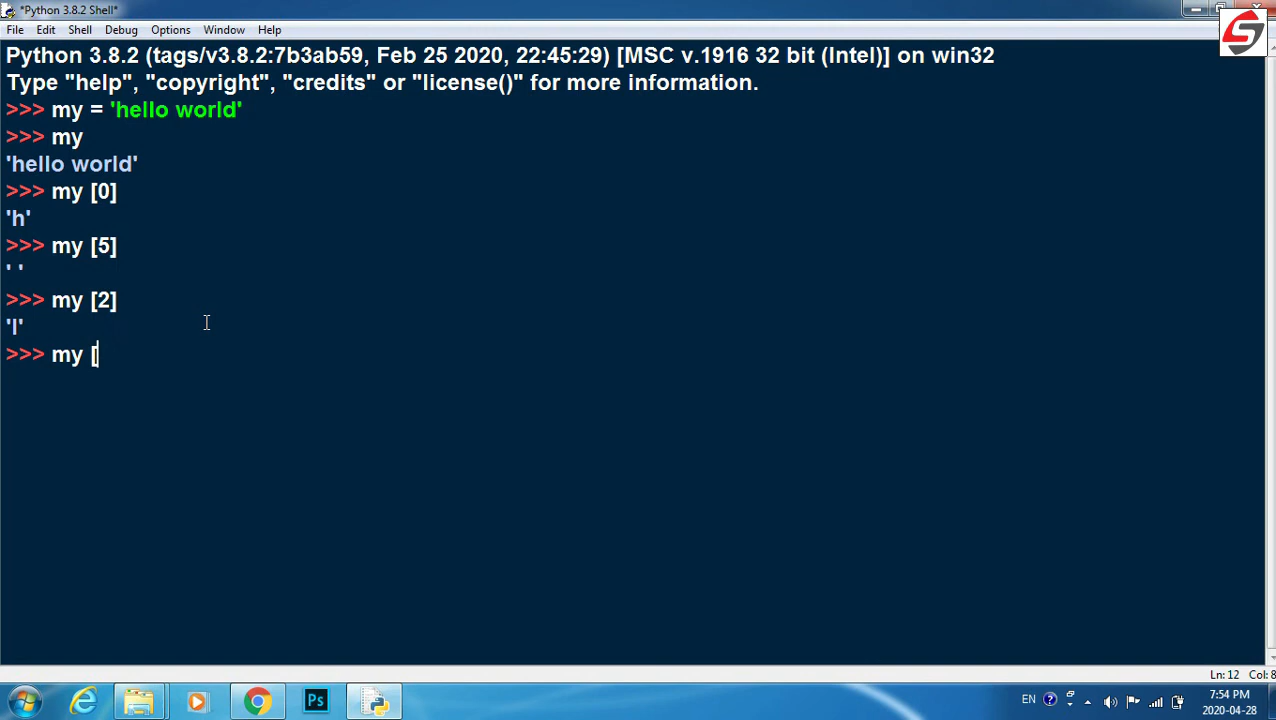 *Python 3.8.2 Shell*
File Edit Shell Debug Options Window Help
Python 3.8.2 (tags/v3.8.2:7b3ab59, Feb 25 2020, 22:45:29) [MSC v.1916 32 bit (Intel)] on win32
Type "help", "copyright", "credits" or "license()" for more information.
>>> my = 'hello world'
>>> my
'hello world'
>>> my [0]
'h'
>>> my [5]
' '
>>> my [2]
'l'
>>> my [
Ln: 12 Col: 8
Ps
EN
7:54 PM
2020-04-28